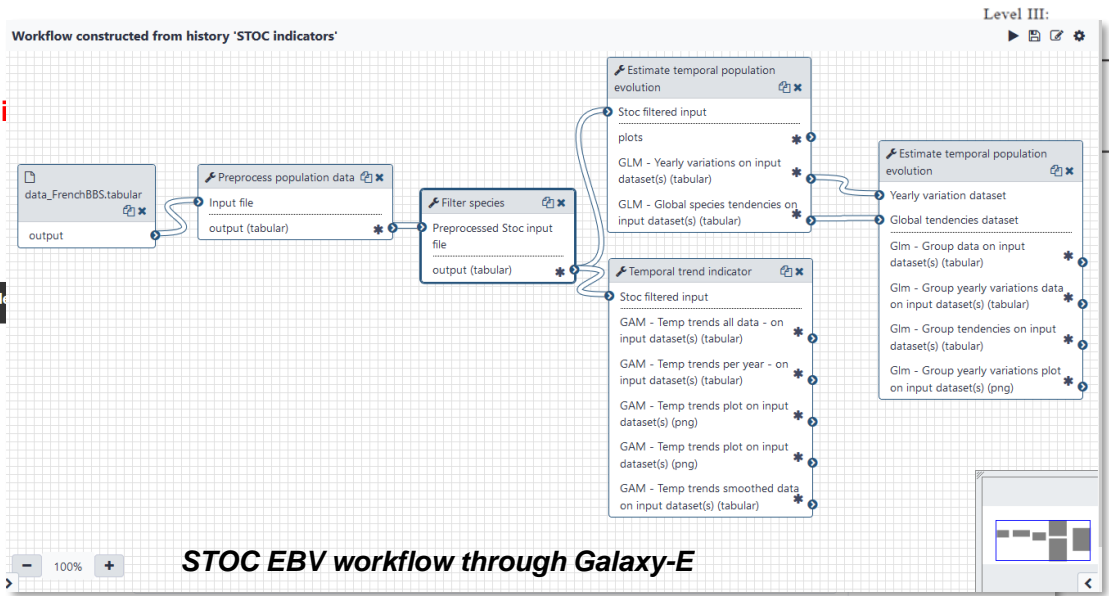 Level III:
Workflow constructed from history 'STOC indicators'
i
data_FrenchBBS.tabular
output
Preprocess population data
Input file
output (tabular)
Filter species
Preprocessed Stoc input
file
output (tabular)
Estimate temporal population
evolution
Stoc filtered input
plots
GLM - Yearly variations on input
dataset(s) (tabular)
GLM - Global species tendencies on
input dataset(s) (tabular)
Temporal trend indicator
Stoc filtered input
GAM - Temp trends all data - on
input dataset(s) (tabular)
GAM - Temp trends per year - on
input dataset(s) (tabular)
GAM - Temp trends plot on input
dataset(s) (png)
GAM - Temp trends plot on input
dataset(s) (png)
GAM - Temp trends smoothed data
on input dataset(s) (tabular)
Estimate temporal population
evolution
Yearly variation dataset
Global tendencies dataset
Glm - Group data on input
dataset(s) (tabular)
Glm - Group yearly variations data
on input dataset(s) (tabular)
Glm - Group tendencies on input
dataset(s) (tabular)
Glm - Group yearly variations plot
on input dataset(s) (png)
100%
STOC EBV workflow through Galaxy-E